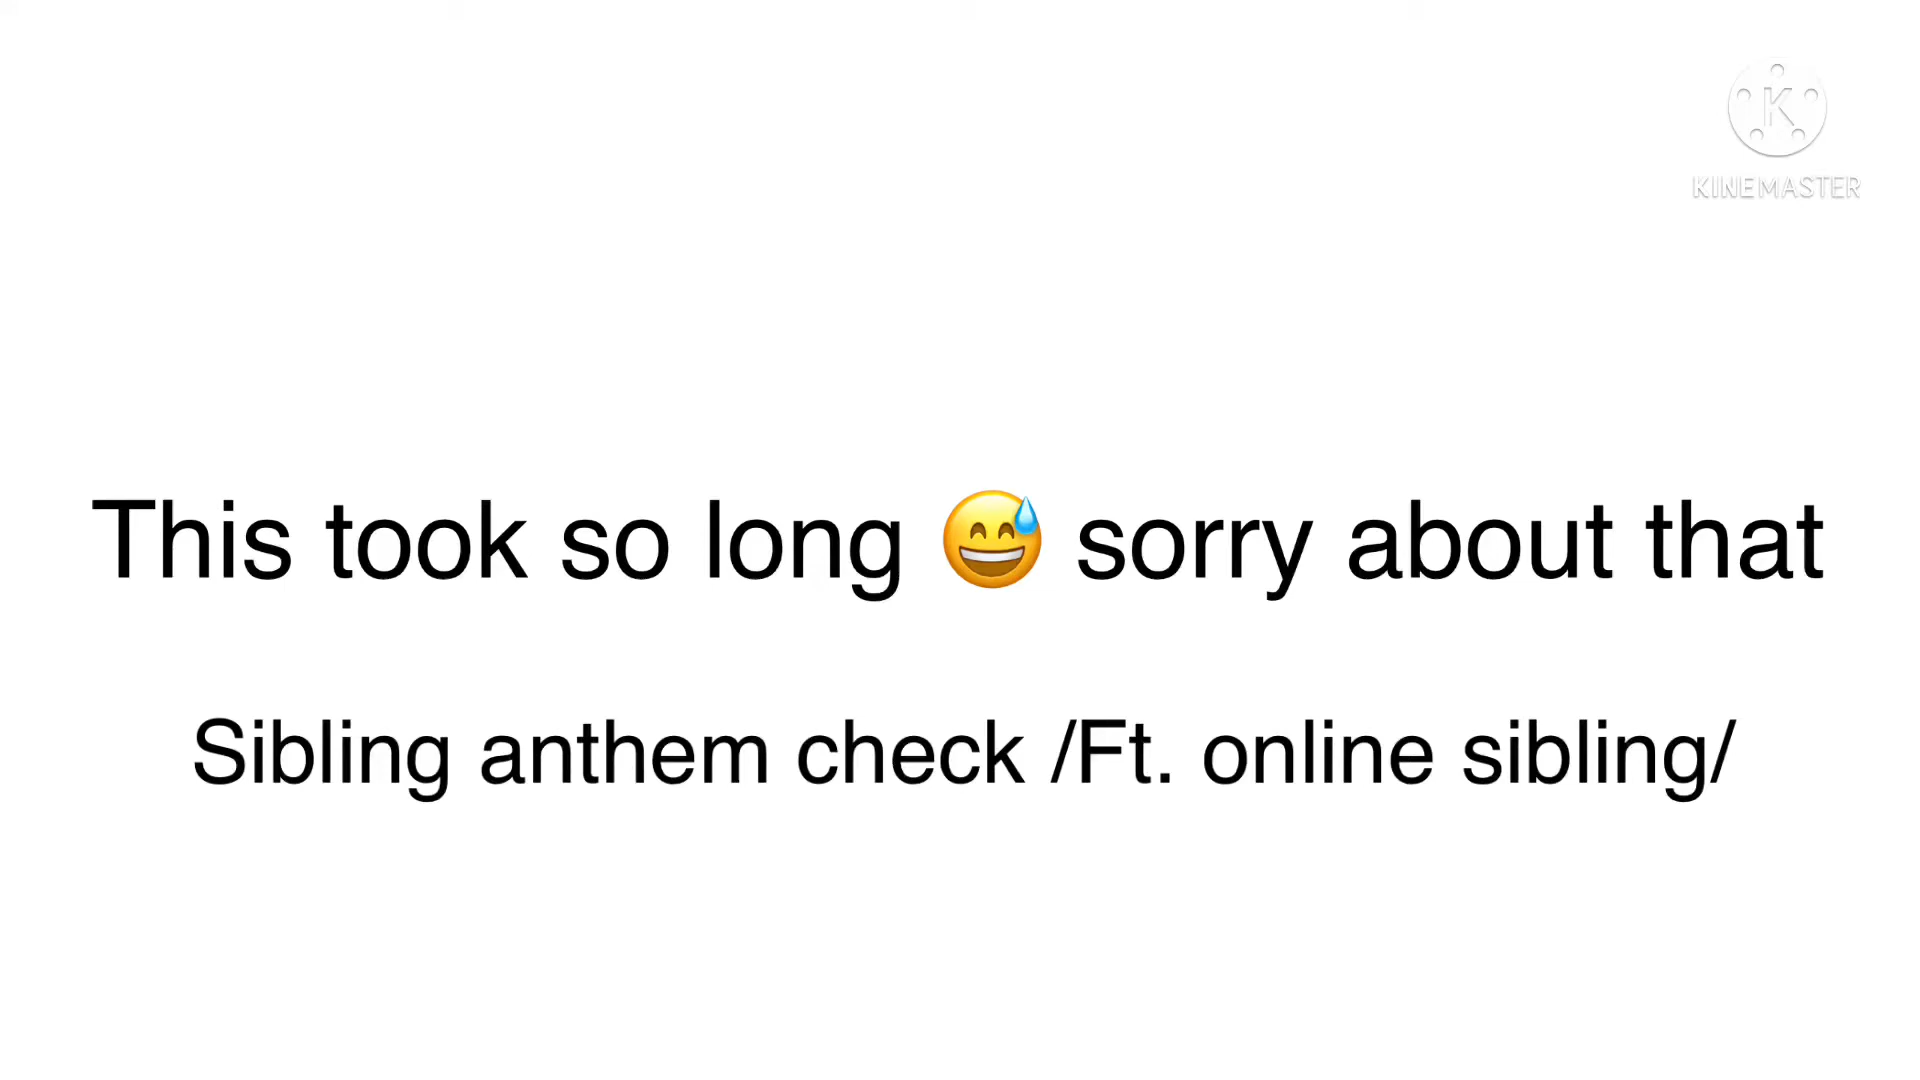 K
KINEMASTER
This took so long 😅 sorry about that
Sibling anthem check /Ft. online sibling/